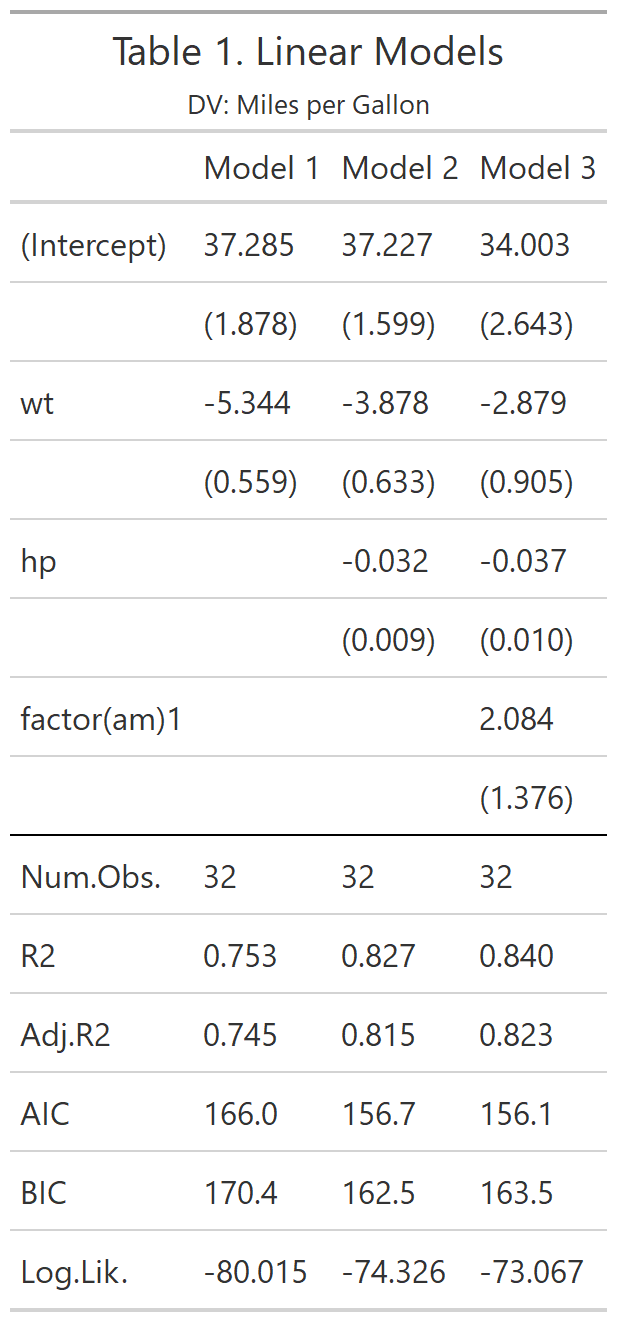 Table 1. Linear Models
DV: Miles per Gallon
Model 1 Model 2 Model 3
(Intercept) 37.285 37.227 34.003
(1.878) (1.599) (2.643)
wt -5.344 -3.878 -2.879
(0.559) (0.633) (0.905)
hp -0.032 -0.037
(0.009) (0.010)
factor(am)1 2.084
(1.376)
Num.Obs. 32 32 32
R2 0.753 0.827 0.840
Adj.R2 0.745 0.815 0.823
AIC 166.0 156.7 156.1
BIC 170.4 162.5 163.5
Log.Lik. -80.015 -74.326 -73.067